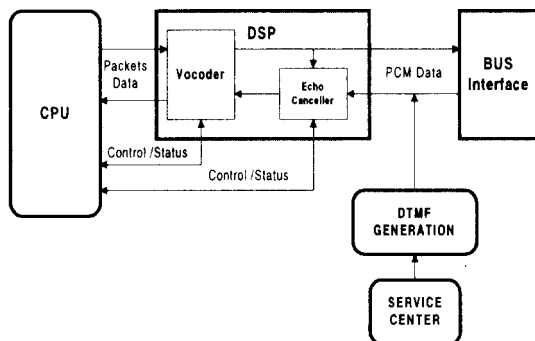 DSP
BUS
Interface
Packets
Data
Vocoder
Echo
Canceller
PCM Data
CPU
Control /Status
Control /Status
DTMF
GENERATION
SERVICE
CENTER